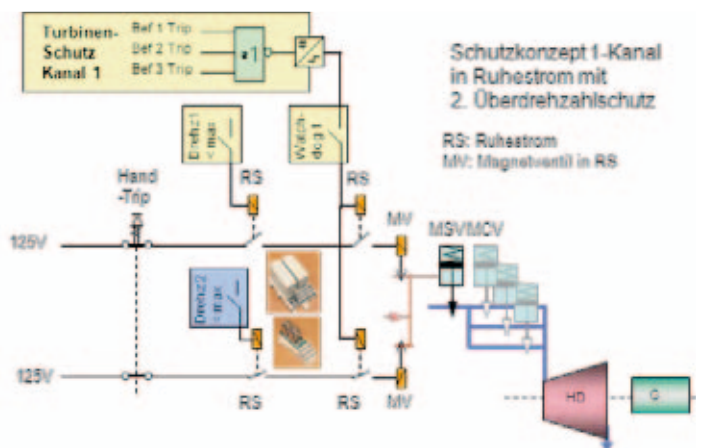 Turbinen-
Schutz
Kanal 1
Bef 1 Trip
Bef 2 Trip
Bef 3 Trip
≥1
Schutzkonzept 1-Kanal
in Ruhestrom mit
2. Überdrehzahlschutz
RS: Ruhestrom
MV: Magnetventil in RS
Drehz1
< max
Watch-
dog 1
Hand
-Trip
RS
RS
MV
MSV
MCV
125V
Drehz2
< max
125V
RS
RS
MV
HD
G